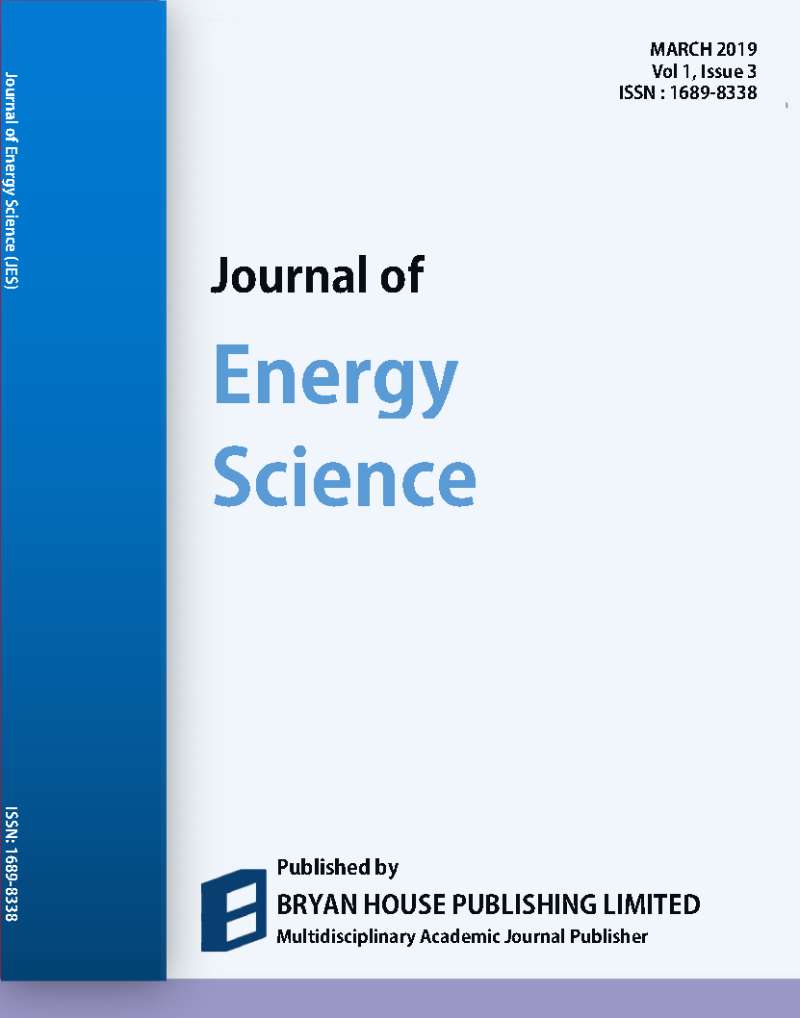 MARCH 2019
Vol 1, Issue 3
ISSN : 1689-8338
Journal of Energy Science (JES)
Journal of
Energy
Science
ISSN: 1689-8338
Published by
BRYAN HOUSE PUBLISHING LIMITED
Multidisciplinary Academic Journal Publisher